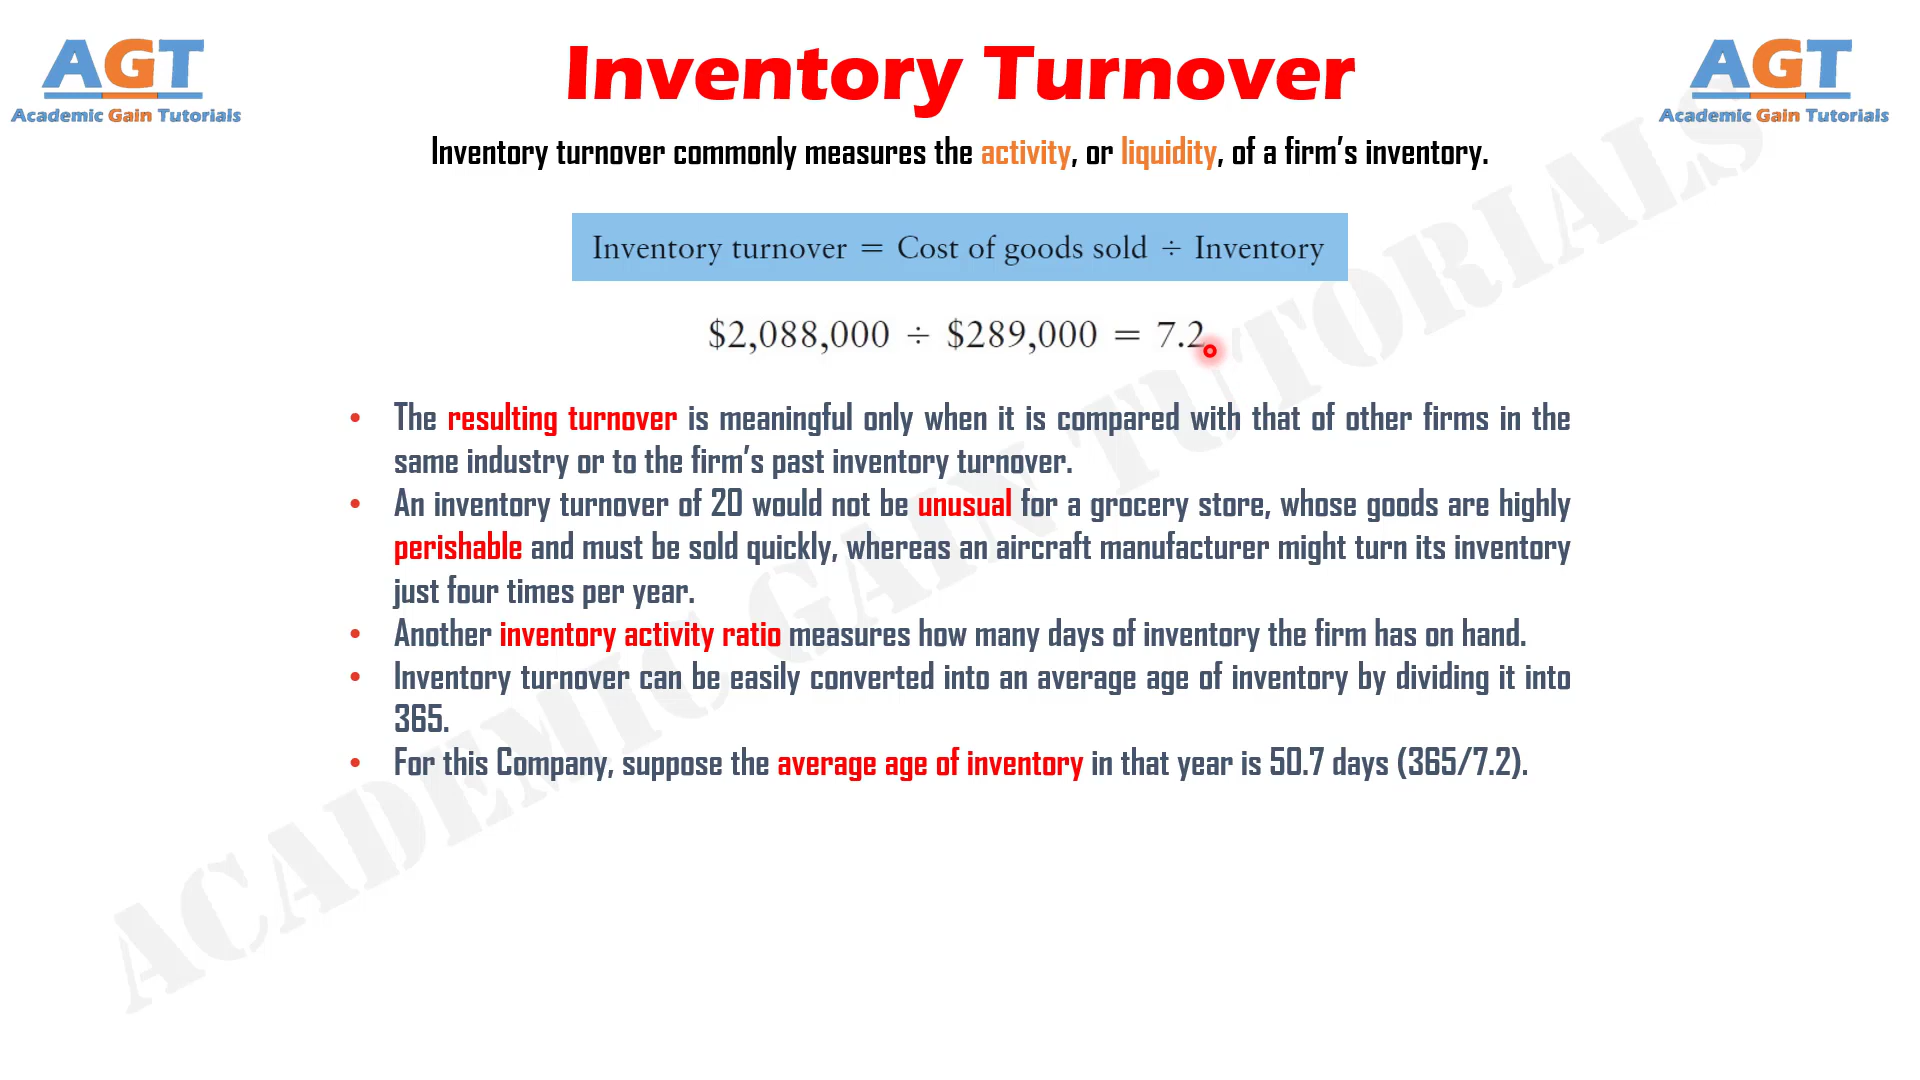 AGT
Academic Gain Tutorials
Inventory Turnover
AGT
Academic Gain Tutorials
Inventory turnover commonly measures the activity, or liquidity, of a firm's inventory.
Inventory turnover = Cost of goods sold ÷ Inventory
$2,088,000 ÷ $289,000 = 7.2
• The resulting turnover is meaningful only when it is compared with that of other firms in the
same industry or to the firm's past inventory turnover.
• An inventory turnover of 20 would not be unusual for a grocery store, whose goods are highly
perishable and must be sold quickly, whereas an aircraft manufacturer might turn its inventory
just four times per year.
• Another inventory activity ratio measures how many days of inventory the firm has on hand.
• Inventory turnover can be easily converted into an average age of inventory by dividing it into
365.
• For this Company, suppose the average age of inventory in that year is 50.7 days (365/7.2).
ACADEMIC GAIN TUTORIALS